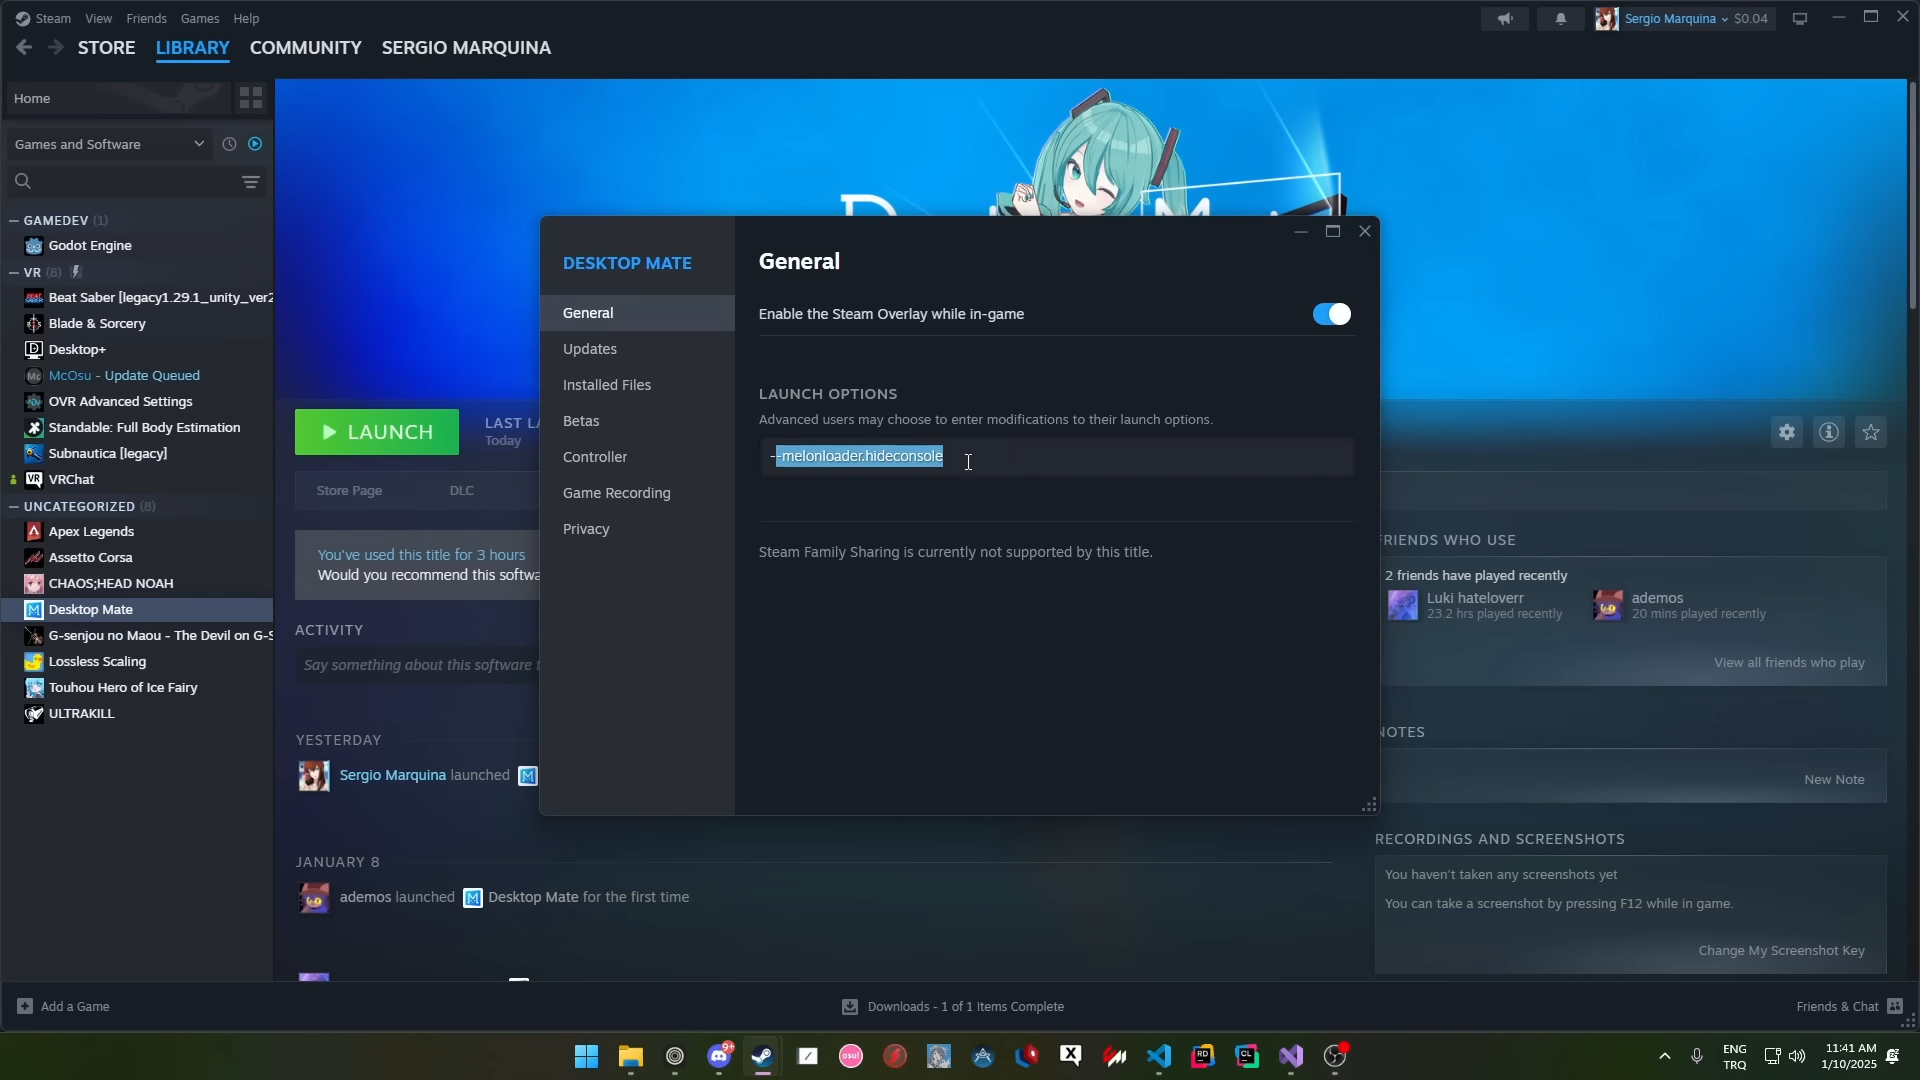 Steam View Friends Games Help
Sergio Marquina $0.04
STORE LIBRARY COMMUNITY SERGIO MARQUINA
Home
Games and Software
GAMEDEV (1)
Godot Engine
VR (8)
Beat Saber [legacy1.29.1_unity_ver2
Blade & Sorcery
Desktop+
McOsu - Update Queued
OVR Advanced Settings
Standable: Full Body Estimation
Subnautica [legacy]
VRChat
UNCATEGORIZED (8)
Apex Legends
Assetto Corsa
CHAOS;HEAD NOAH
Desktop Mate
G-senjou no Maou - The Devil on G-S
Lossless Scaling
Touhou Hero of Ice Fairy
ULTRAKILL
LAUNCH
LAST LA
Today
Store Page DLC
You've used this title for 3 hours
Would you recommend this softwa
ACTIVITY
Say something about this software t
YESTERDAY
Sergio Marquina launched
JANUARY 8
ademos launched Desktop Mate for the first time
DESKTOP MATE
General
Updates
Installed Files
Betas
Controller
Game Recording
Privacy
General
Enable the Steam Overlay while in-game
LAUNCH OPTIONS
Advanced users may choose to enter modifications to their launch options.
--melonloader.hideconsole
Steam Family Sharing is currently not supported by this title.
FRIENDS WHO USE
2 friends have played recently
Luki hateloverr
23.2 hrs played recently
ademos
20 mins played recently
View all friends who play
NOTES
New Note
RECORDINGS AND SCREENSHOTS
You haven't taken any screenshots yet
You can take a screenshot by pressing F12 while in game.
Change My Screenshot Key
Add a Game
Downloads - 1 of 1 Items Complete
Friends & Chat
9+
osu!
RD
CL
ENG
TRQ
11:41 AM
1/10/2025